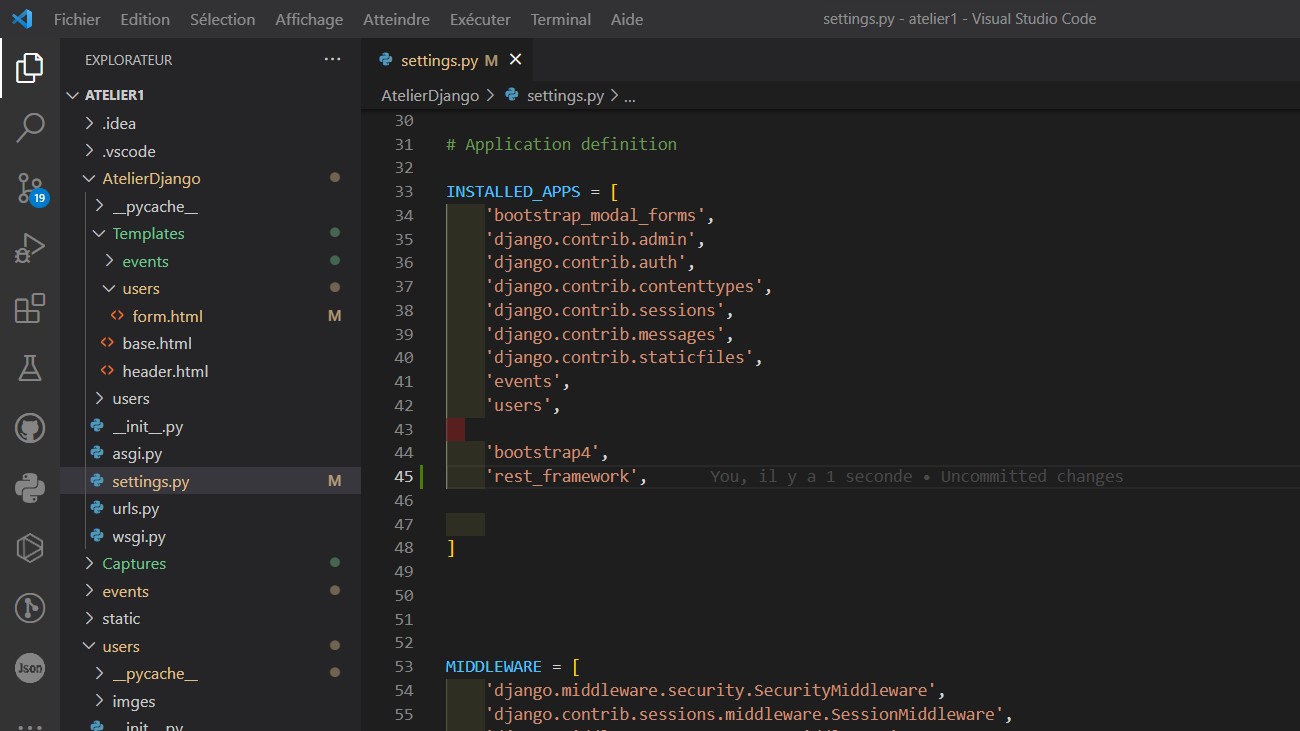 Fichier Edition Sélection Affichage Atteindre Exécuter Terminal Aide settings.py - atelier1 - Visual Studio Code
EXPLORATEUR ...
ATELIER1
.idea
.vscode
AtelierDjango
__pycache__
Templates
events
users
form.html M
base.html
header.html
users
__init__.py
asgi.py
settings.py M
urls.py
wsgi.py
Captures
events
static
users
__pycache__
imges
__init__.py
19
Json
settings.py M
AtelierDjango > settings.py > ...
30
31 # Application definition
32
33 INSTALLED_APPS = [
34 'bootstrap_modal_forms',
35 'django.contrib.admin',
36 'django.contrib.auth',
37 'django.contrib.contenttypes',
38 'django.contrib.sessions',
39 'django.contrib.messages',
40 'django.contrib.staticfiles',
41 'events',
42 'users',
43
44 'bootstrap4',
45 'rest_framework', You, il y a 1 seconde • Uncommitted changes
46
47
48 ]
49
50
51
52
53 MIDDLEWARE = [
54 'django.middleware.security.SecurityMiddleware',
55 'django.contrib.sessions.middleware.SessionMiddleware',